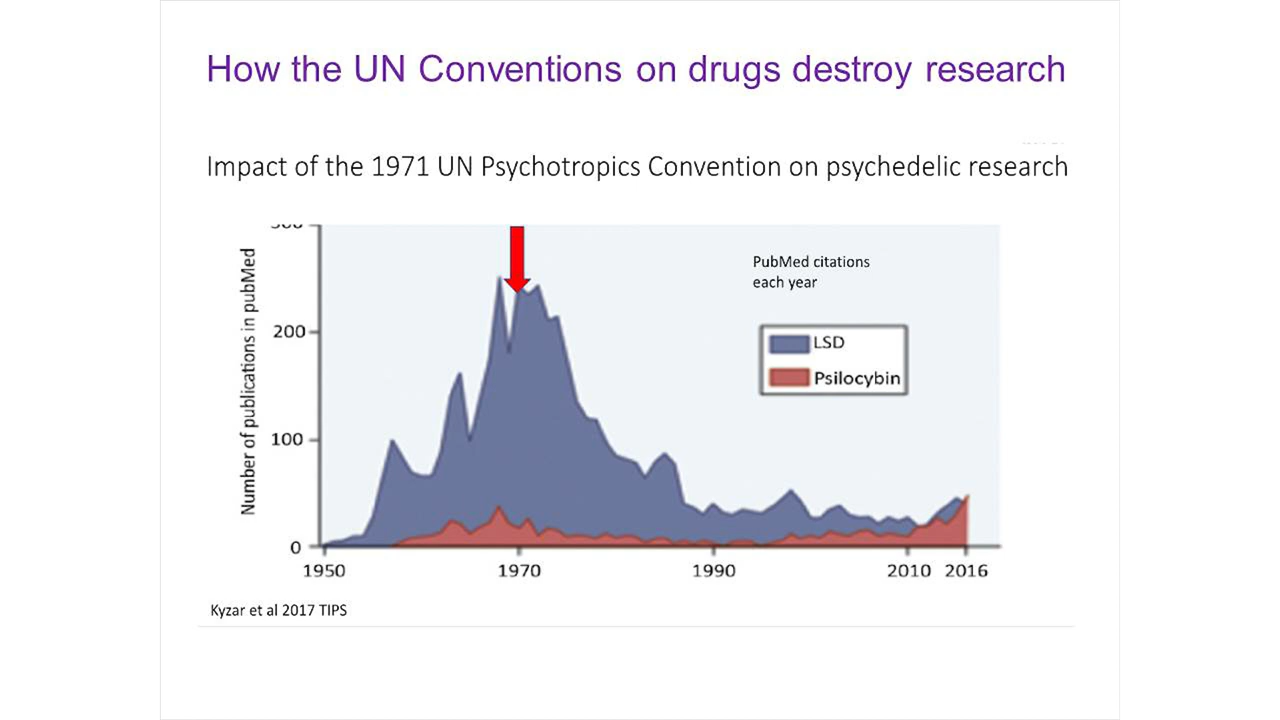 How the UN Conventions on drugs destroy research
Impact of the 1971 UN Psychotropics Convention on psychedelic research
Number of publications in pubMed
300
200
100
0
PubMed citations
each year
LSD
Psilocybin
1950
1970
1990
2010
2016
Kyzar et al 2017 TIPS